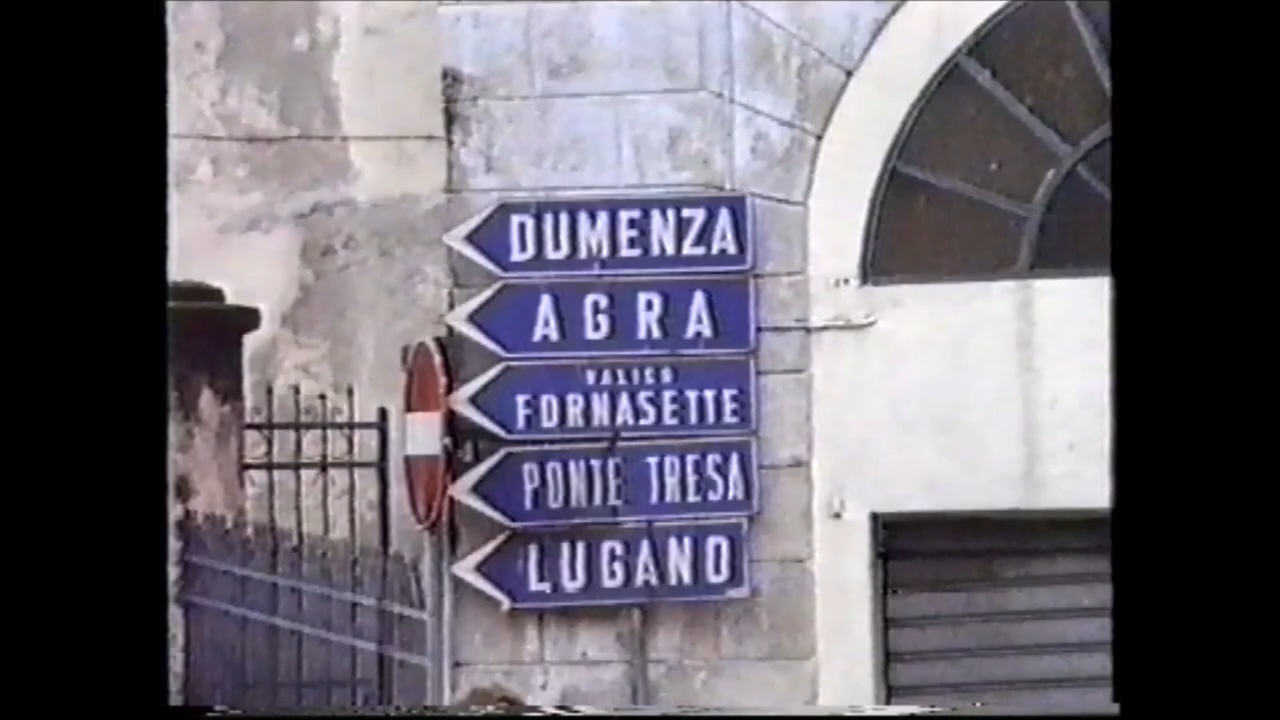 DUMENZA
AGRA
VALICO
FORNASETTE
PONTE TRESA
LUGANO